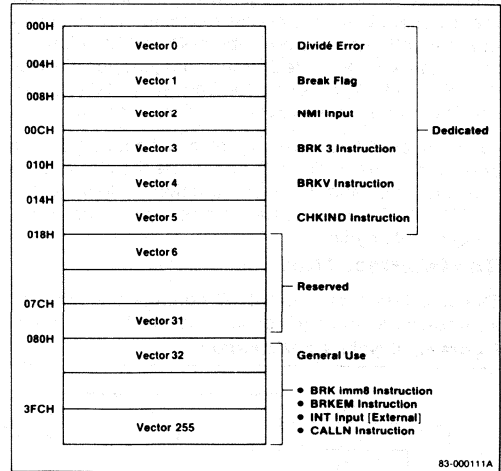 000H
Vector 0 Dividé Error
004H
Vector 1 Break Flag
008H
Vector 2 NMI Input
00CH Dedicated
Vector 3 BRK 3 Instruction
010H
Vector 4 BRKV Instruction
014H
Vector 5 CHKIND Instruction
018H
Vector 6
Reserved
07CH
Vector 31
080H
Vector 32 General Use
• BRK imm8 Instruction
• BRKEM Instruction
3FCH • INT Input [External]
Vector 255 • CALLN Instruction
83-000111A